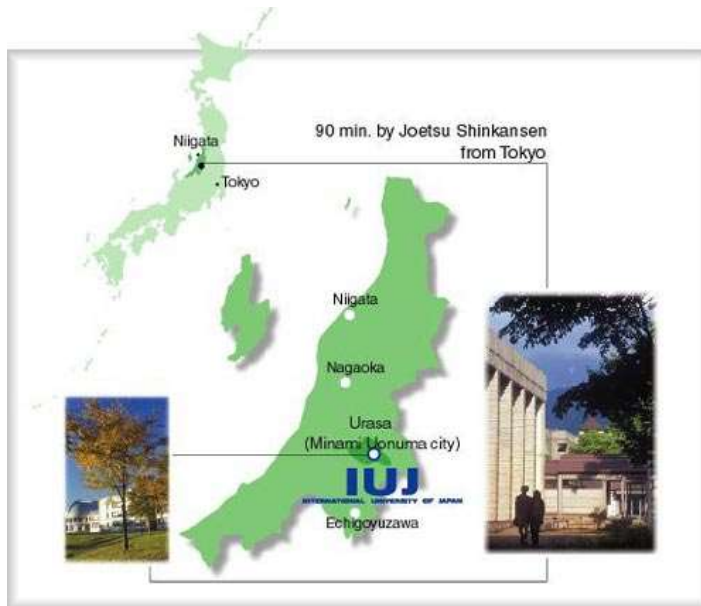 90 min. by Joetsu Shinkansen
from Tokyo
Niigata
Tokyo
Niigata
Nagaoka
Urasa
(Minami Uonuma city)
IUJ
INTERNATIONAL UNIVERSITY OF JAPAN
Echigoyuzawa